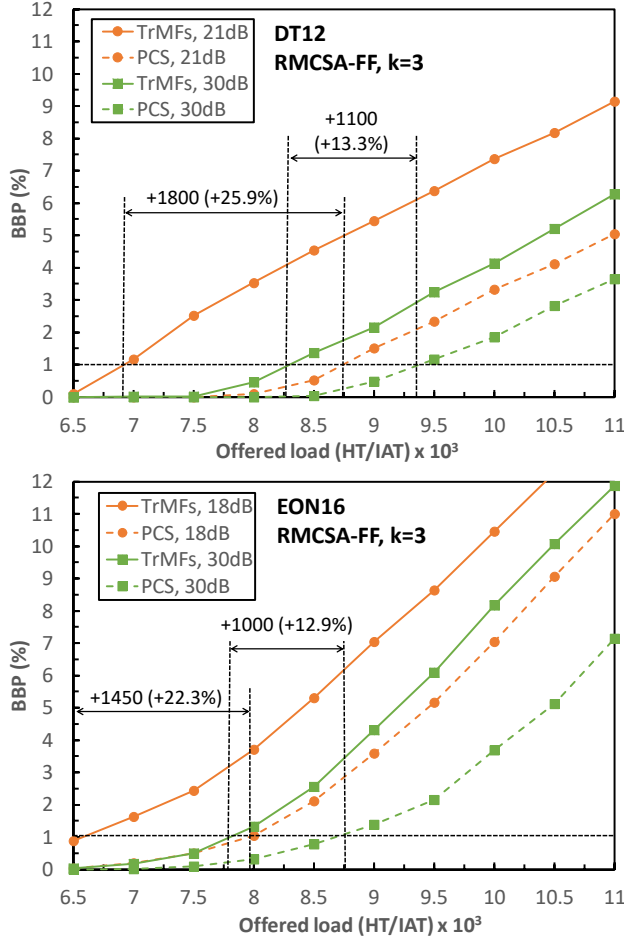 12
11
10
9
8
7
6
5
4
3
2
1
0
BBP (%)
TrMFs, 21dB
PCS, 21dB
TrMFs, 30dB
PCS, 30dB
DT12
RMCSA-FF, k=3
+1100
(+13.3%)
+1800 (+25.9%)
6.5 7 7.5 8 8.5 9 9.5 10 10.5 11
Offered load (HT/IAT) x 10³
12
11
10
9
8
7
6
5
4
3
2
1
0
BBP (%)
TrMFs, 18dB
PCS, 18dB
TrMFs, 30dB
PCS, 30dB
EON16
RMCSA-FF, k=3
+1000 (+12.9%)
+1450 (+22.3%)
6.5 7 7.5 8 8.5 9 9.5 10 10.5 11
Offered load (HT/IAT) x 10³